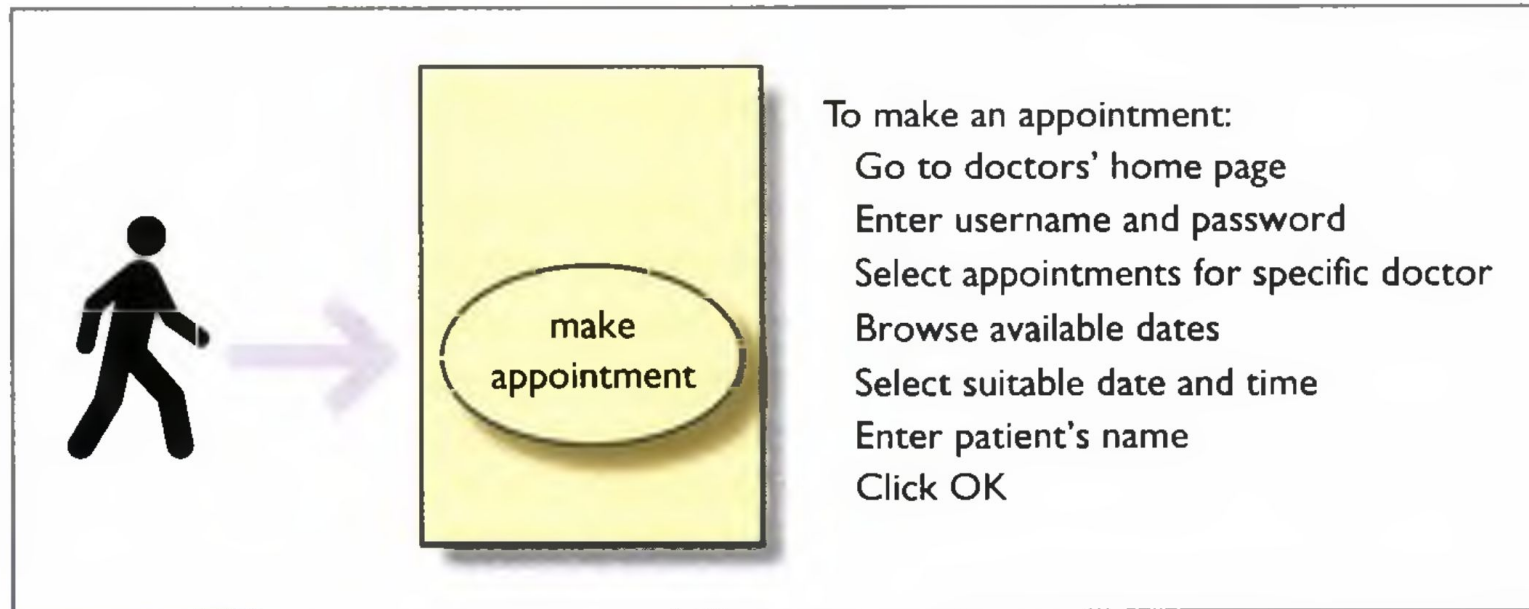 make
appointment
To make an appointment:
Go to doctors' home page
Enter username and password
Select appointments for specific doctor
Browse available dates
Select suitable date and time
Enter patient's name
Click OK